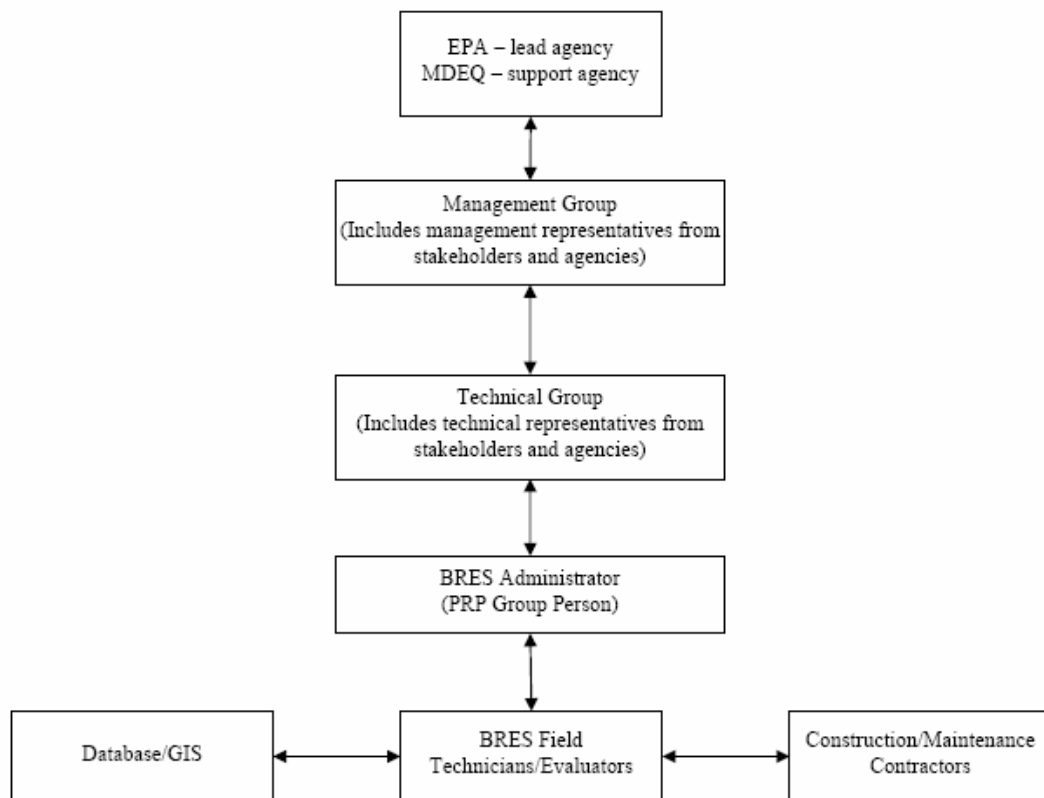 EPA – lead agency
MDEQ – support agency
Management Group
(Includes management representatives from
stakeholders and agencies)
Technical Group
(Includes technical representatives from
stakeholders and agencies)
BRES Administrator
(PRP Group Person)
Database/GIS
BRES Field
Technicians/Evaluators
Construction/Maintenance
Contractors